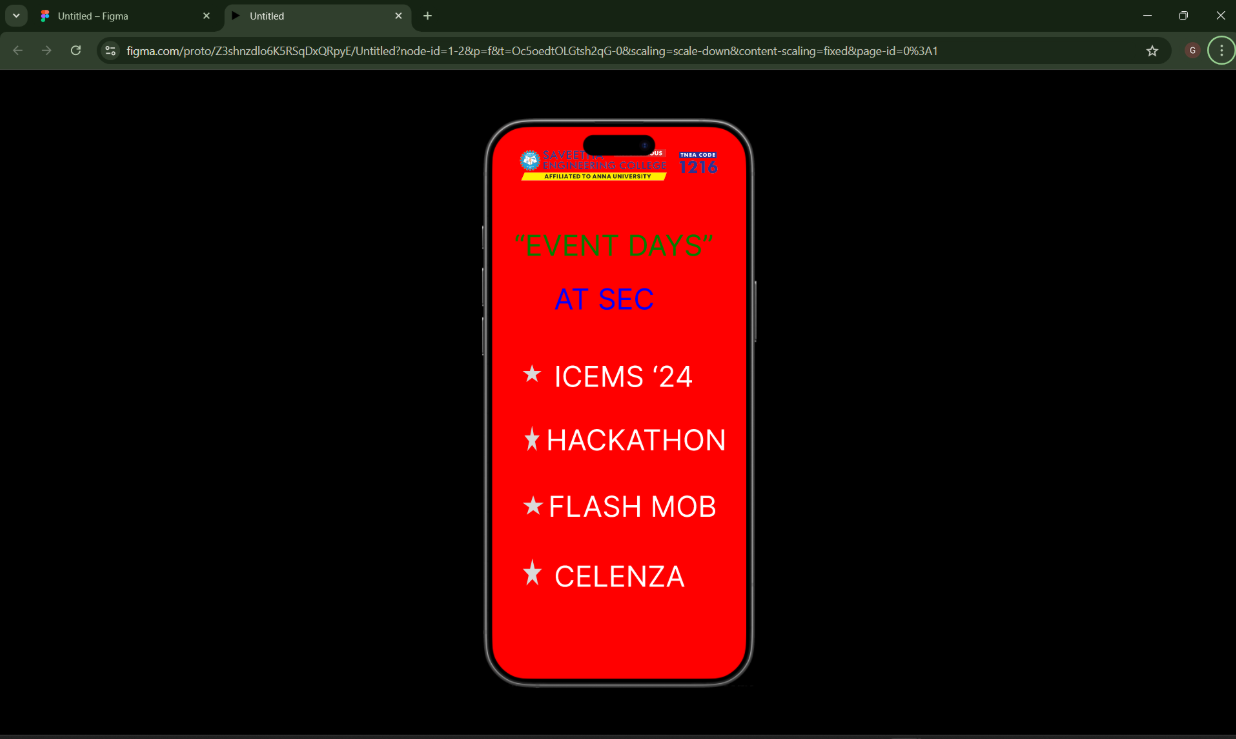 Untitled – Figma
Untitled
figma.com/proto/Z3shnzdlo6K5RSqDxQRpyE/Untitled?node-id=1-2&p=f&t=Oc5oedtOLGtsh2qG-0&scaling=scale-down&content-scaling=fixed&page-id=0%3A1
G
ENGINEERING COLLEGE
AFFILIATED TO ANNA UNIVERSITY
TNEA CODE
1216
“EVENT DAYS”
AT SEC
ICEMS ‘24
HACKATHON
FLASH MOB
CELENZA